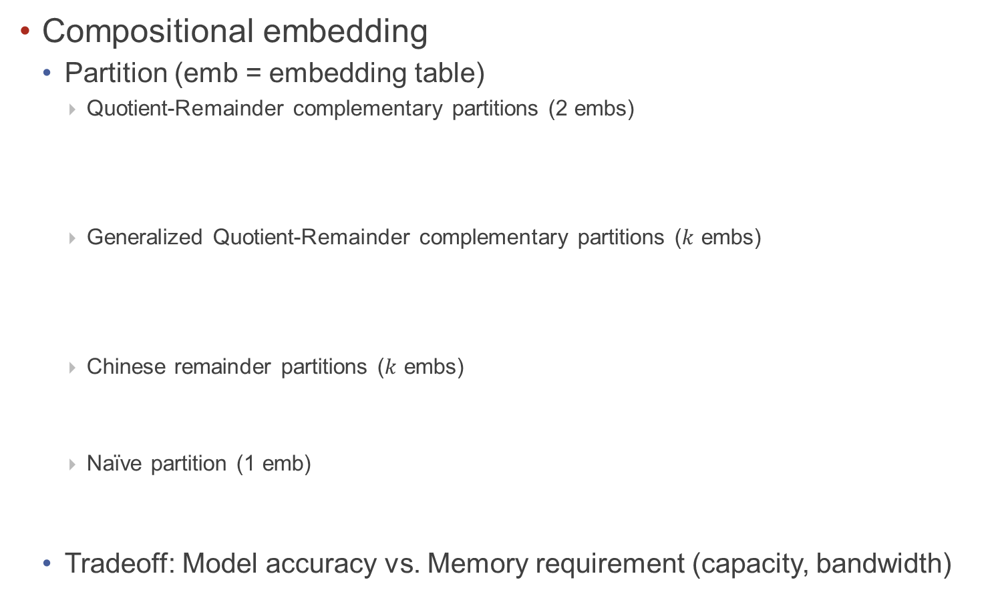 • Compositional embedding
• Partition (emb = embedding table)
Quotient-Remainder complementary partitions (2 embs)
Generalized Quotient-Remainder complementary partitions (k embs)
Chinese remainder partitions (k embs)
Naïve partition (1 emb)
• Tradeoff: Model accuracy vs. Memory requirement (capacity, bandwidth)